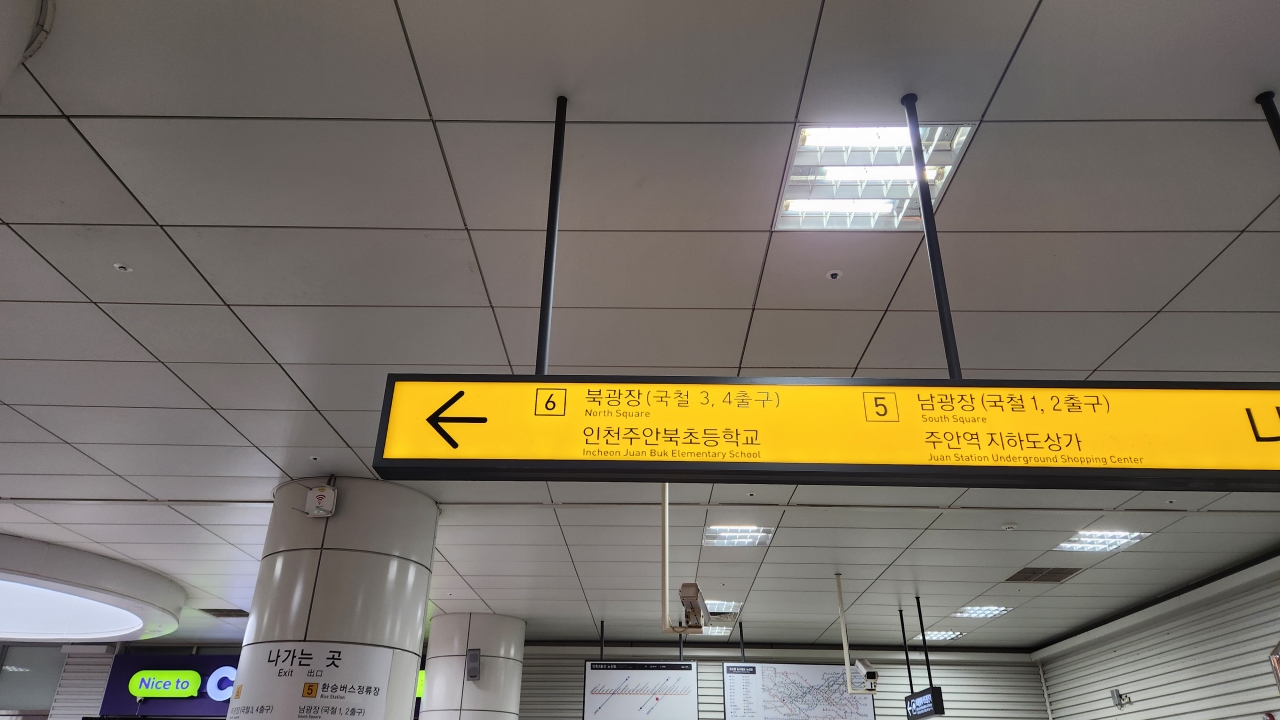 6 북광장 (국철 3, 4출구)
North Square
인천주안북초등학교
Incheon Juan Buk Elementary School
5 남광장 (국철 1, 2출구)
South Square
주안역 지하도상가
Juan Station Underground Shopping Center
나가는 곳
Exit 出口
5 환승버스정류장
Bus Station
남광장 (국철 1, 2출구)
Nice to